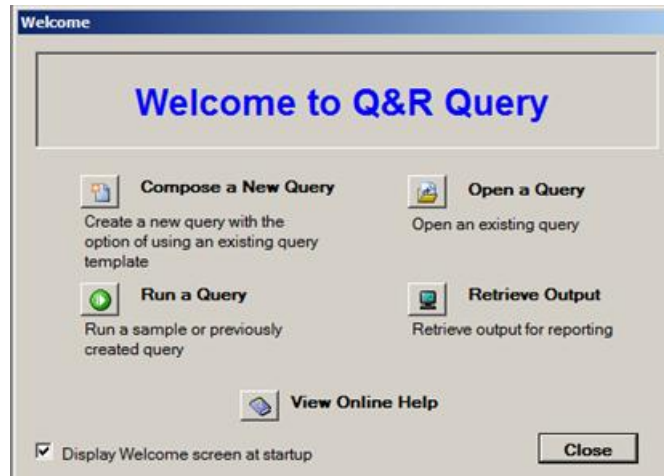 Welcome
Welcome to Q&R Query
Compose a New Query
Create a new query with the
option of using an existing query
template
Open a Query
Open an existing query
Run a Query
Run a sample or previously
created query
Retrieve Output
Retrieve output for reporting
View Online Help
Display Welcome screen at startup
Close